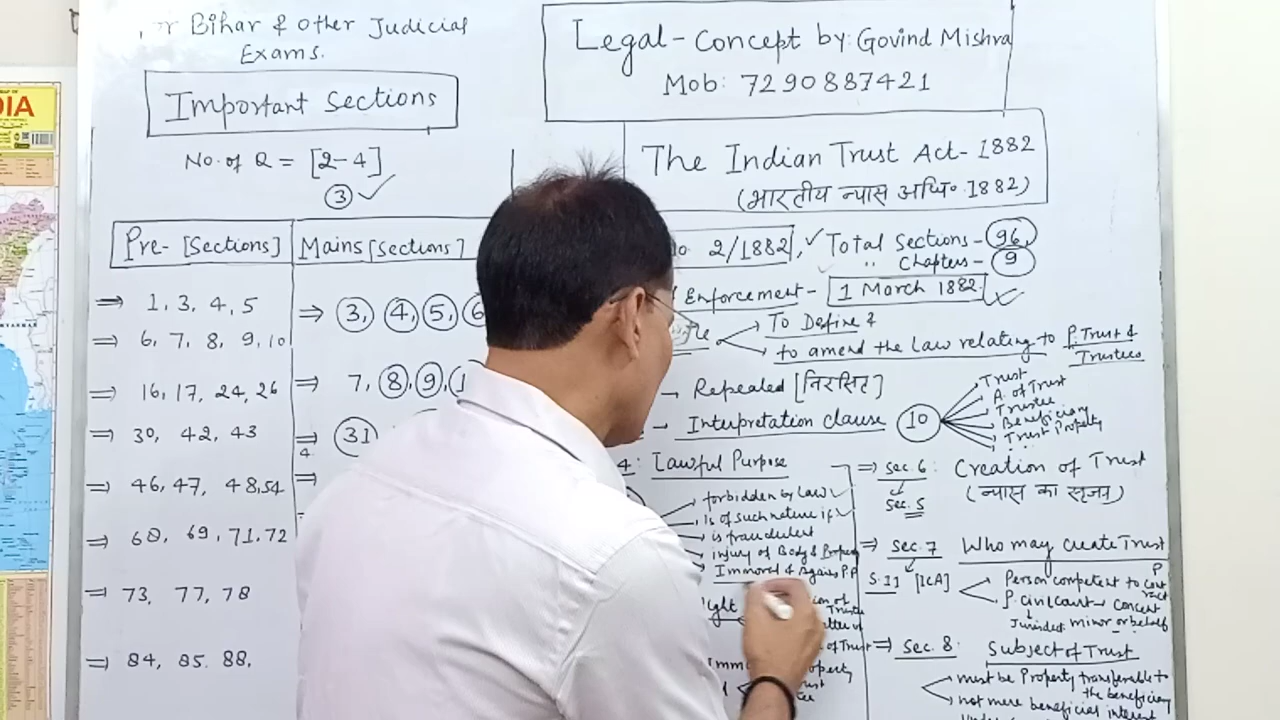 Bihar & Other Judicial
Exams.
Important Sections
No. of Q = [2-4]
③ ✓
Pre- [Sections]
⇒ 1, 3, 4, 5
⇒ 6, 7, 8, 9, 10
⇒ 16, 17, 24, 26
⇒ 30, 42, 43
⇒ 46, 47, 48, 54
⇒ 60, 69, 71, 72
⇒ 73, 77, 78
⇒ 84, 85. 88,
Mains [Sections]
⇒ 3, 4, 5, 6
⇒ 7, 8, 9,
⇒ 31
Legal-Concept by: Govind Mishra
Mob: 7290887421
The Indian Trust Act- 1882
(भारतीय न्यास अधि० 1882)
2/1882, ✓ Total Sections - 96,
" Chapters - 9
Enforcement - 1 March 1882 ✓
To Define &
to amend the Law relating to P. Trust &
Trustees
- Repealed [निरसित]
- Interpretation clause 10
Trust
A. of Trust
Trustee
Beneficiary
Trust Property
4: Lawful Purpose
forbidden by Law ✓
Is of such nature if ✓
is fraudulent
injury of Body & Proper
Immoral & Agains P.P
⇒ Sec. 6: Creation of Trust
Sec. 5 (न्यास का सृजन)
⇒ Sec. 7 Who may create Trust
S. 11 [ICA]
Person competent to contract
P. civil court
minor or behalf
⇒ Sec. 8: Subject of Trust
must be Property transferable to
the beneficiary
not mere beneficial interest
IA